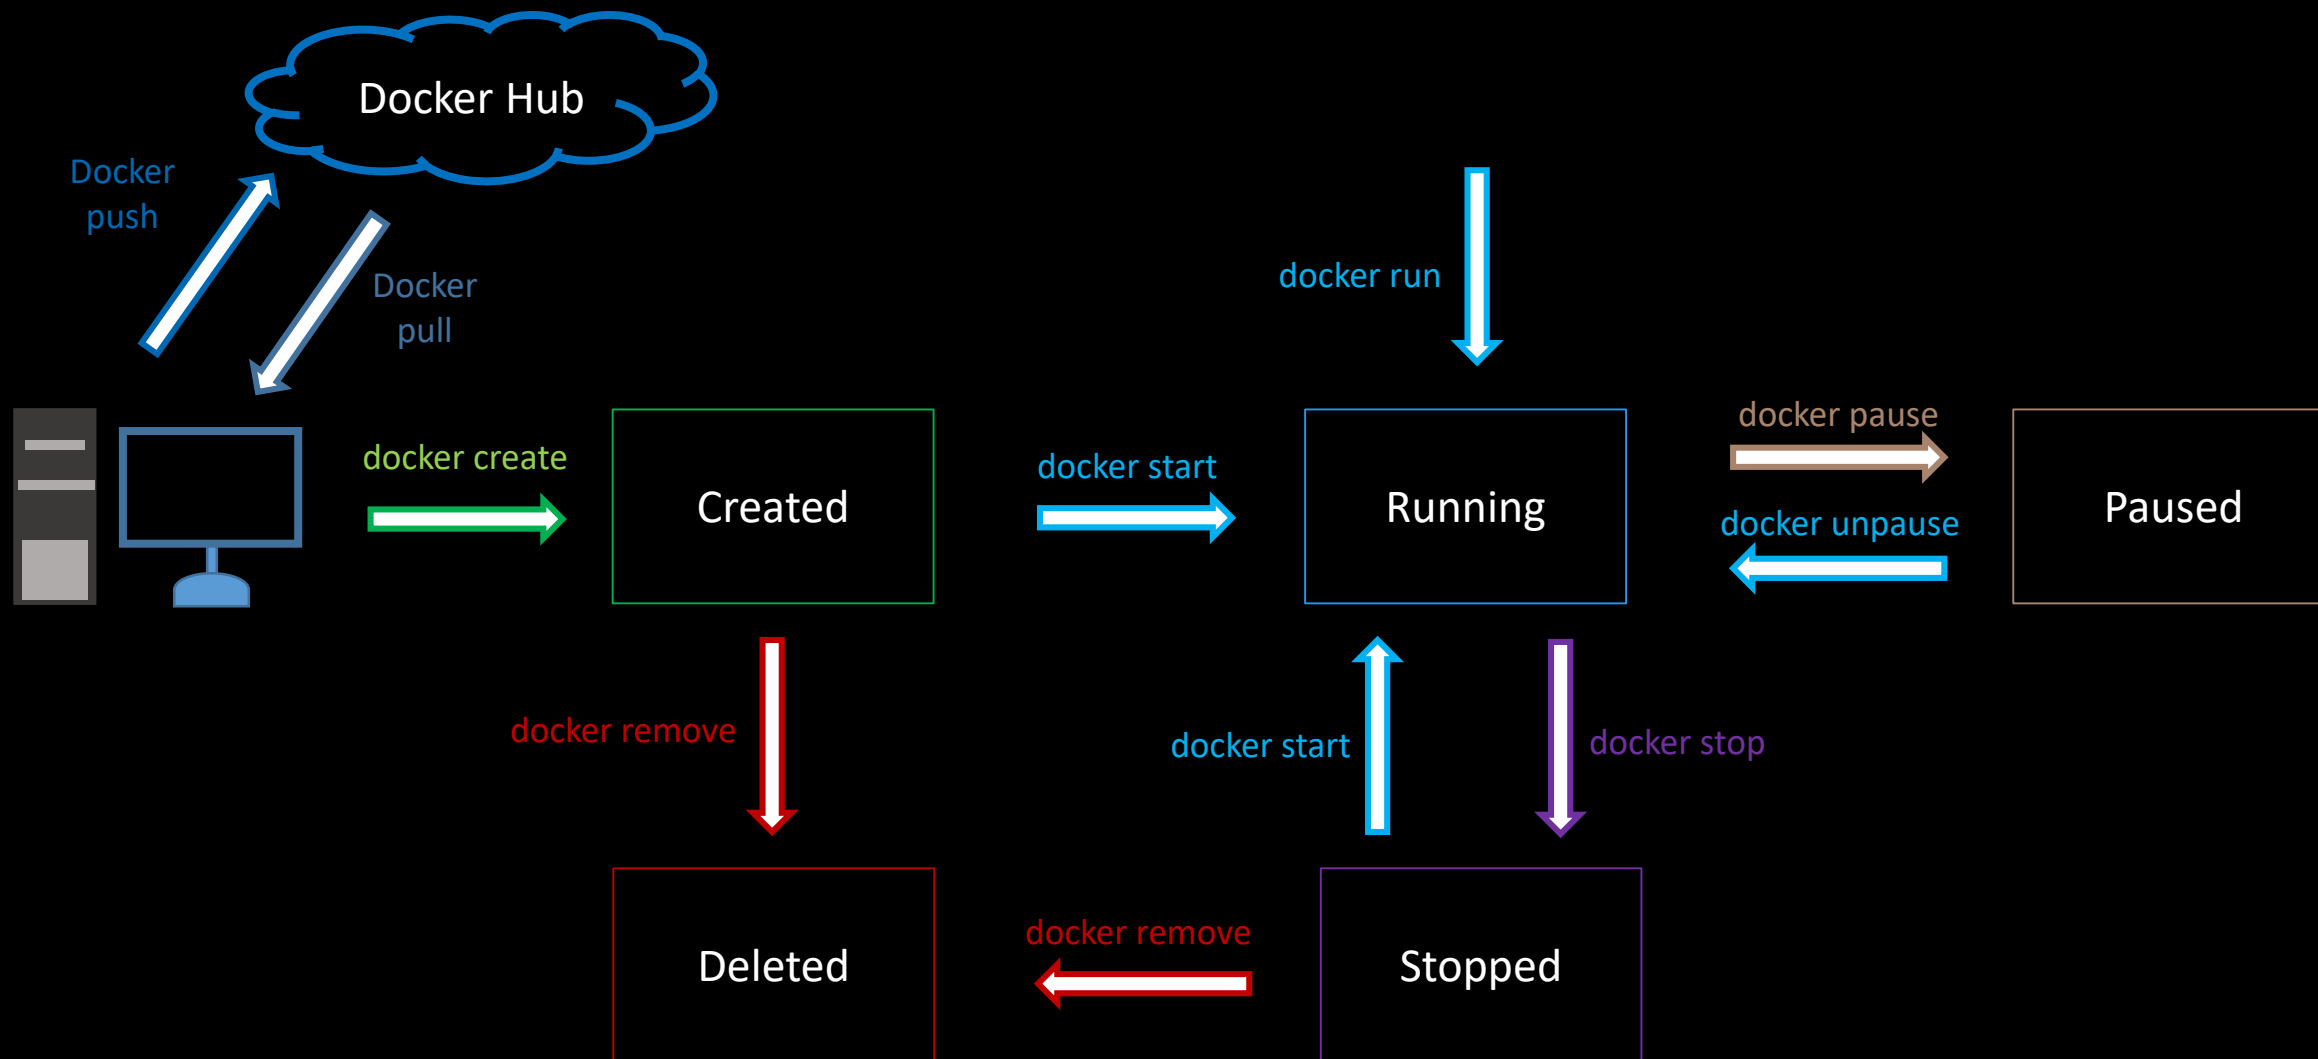 Docker Hub
Docker
push
Docker
pull
docker run
docker create
Created
docker start
Running
docker pause
docker unpause
Paused
docker remove
docker start
docker stop
Deleted
docker remove
Stopped